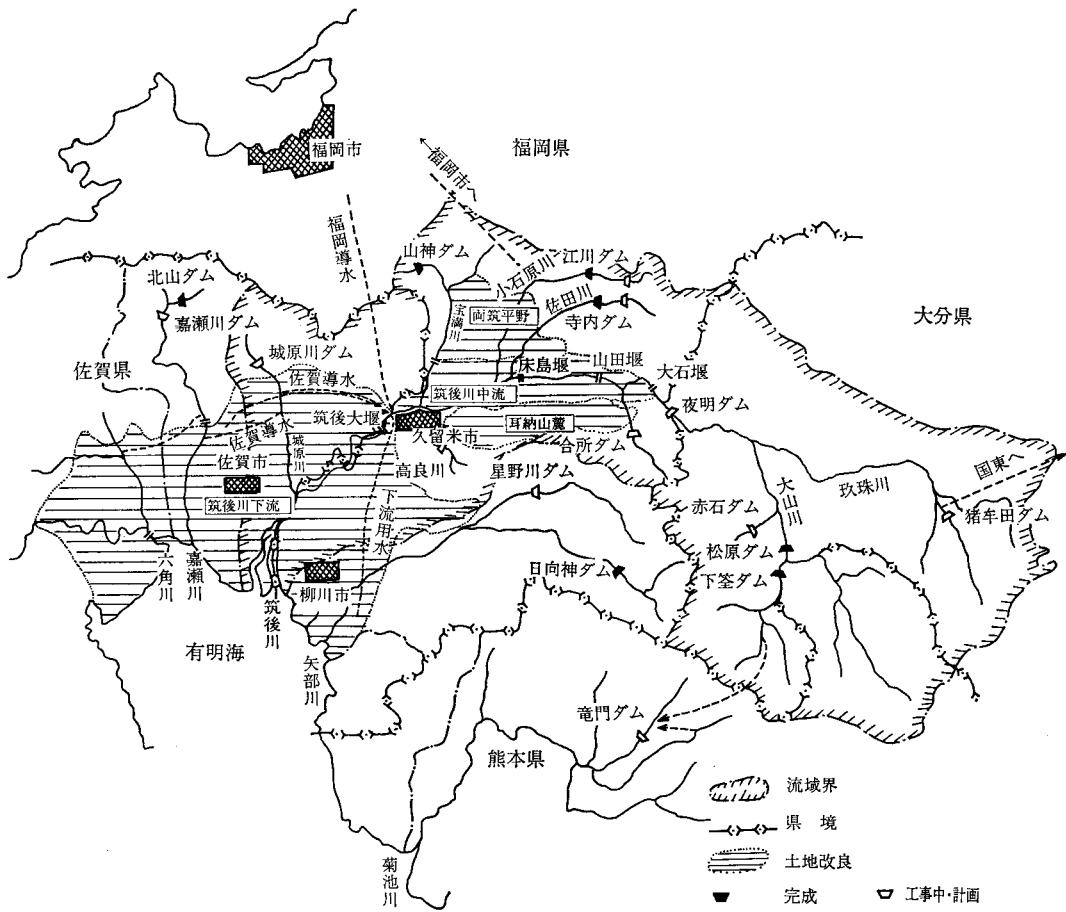 福岡市
福岡県
福岡市へ
福岡導水
山神ダム
小石原川
江川ダム
北山ダム
佐田川
宝満川
両筑平野
寺内ダム
大分県
嘉瀬川ダム
城原川ダム
佐賀県
佐賀導水
床島堰
山田堰
大石堰
筑後川中流
夜明ダム
筑後大堰
久留米市
耳納山麓
合所ダム
佐賀導水
城原川
佐賀市
高良川
星野川ダム
大山川
玖珠川
国東へ
筑後川下流
下流用水
赤石ダム
猪牟田ダム
松原ダム
六角川
嘉瀬川
柳川市
日向神ダム
下筌ダム
筑後川
有明海
矢部川
竜門ダム
熊本県
菊池川
流域界
県境
土地改良
完成
工事中・計画